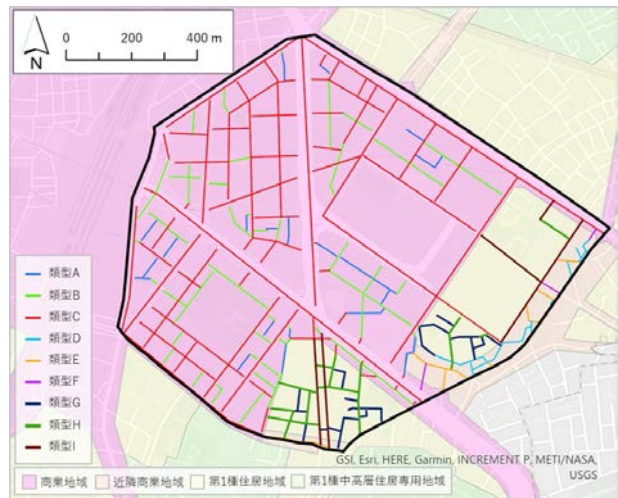 0 200 400 m
N
類型A
類型B
類型C
類型D
類型E
類型F
類型G
類型H
類型I
GSI, Esri, HERE, Garmin, INCREMENT P, METI/NASA,
USGS
商業地域 近隣商業地域 第1種住居地域 第1種中高層住居専用地域